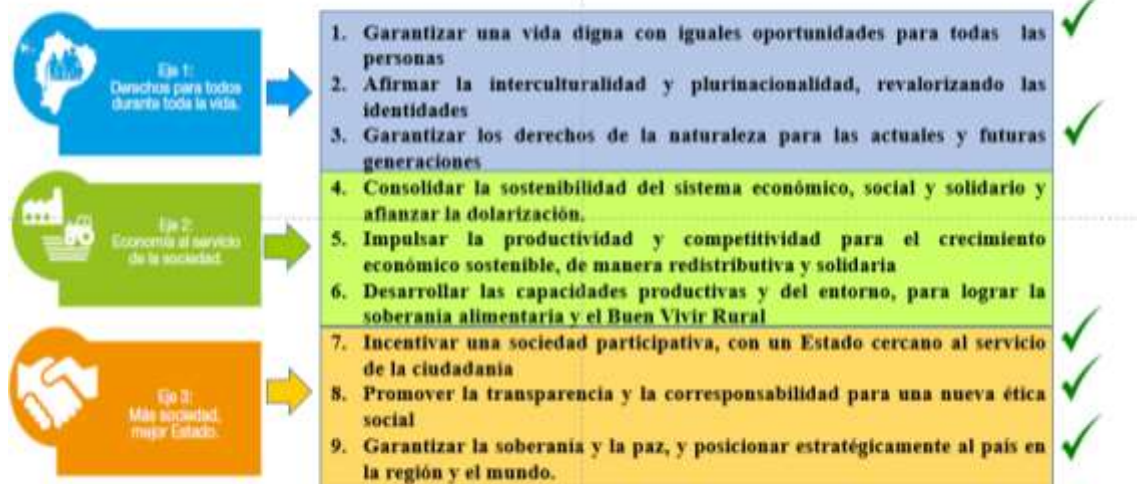 Eje 1:
Derechos para todos
durante toda la vida.
1. Garantizar una vida digna con iguales oportunidades para todas las
personas
2. Afirmar la interculturalidad y plurinacionalidad, revalorizando las
identidades
3. Garantizar los derechos de la naturaleza para las actuales y futuras
generaciones
Eje 2:
Economía al servicio
de la sociedad.
4. Consolidar la sostenibilidad del sistema económico, social y solidario y
afianzar la dolarización.
5. Impulsar la productividad y competitividad para el crecimiento
económico sostenible, de manera redistributiva y solidaria
6. Desarrollar las capacidades productivas y del entorno, para lograr la
soberanía alimentaria y el Buen Vivir Rural
Eje 3:
Más sociedad,
mejor Estado.
7. Incentivar una sociedad participativa, con un Estado cercano al servicio
de la ciudadanía
8. Promover la transparencia y la corresponsabilidad para una nueva ética
social
9. Garantizar la soberanía y la paz, y posicionar estratégicamente al país en
la región y el mundo.